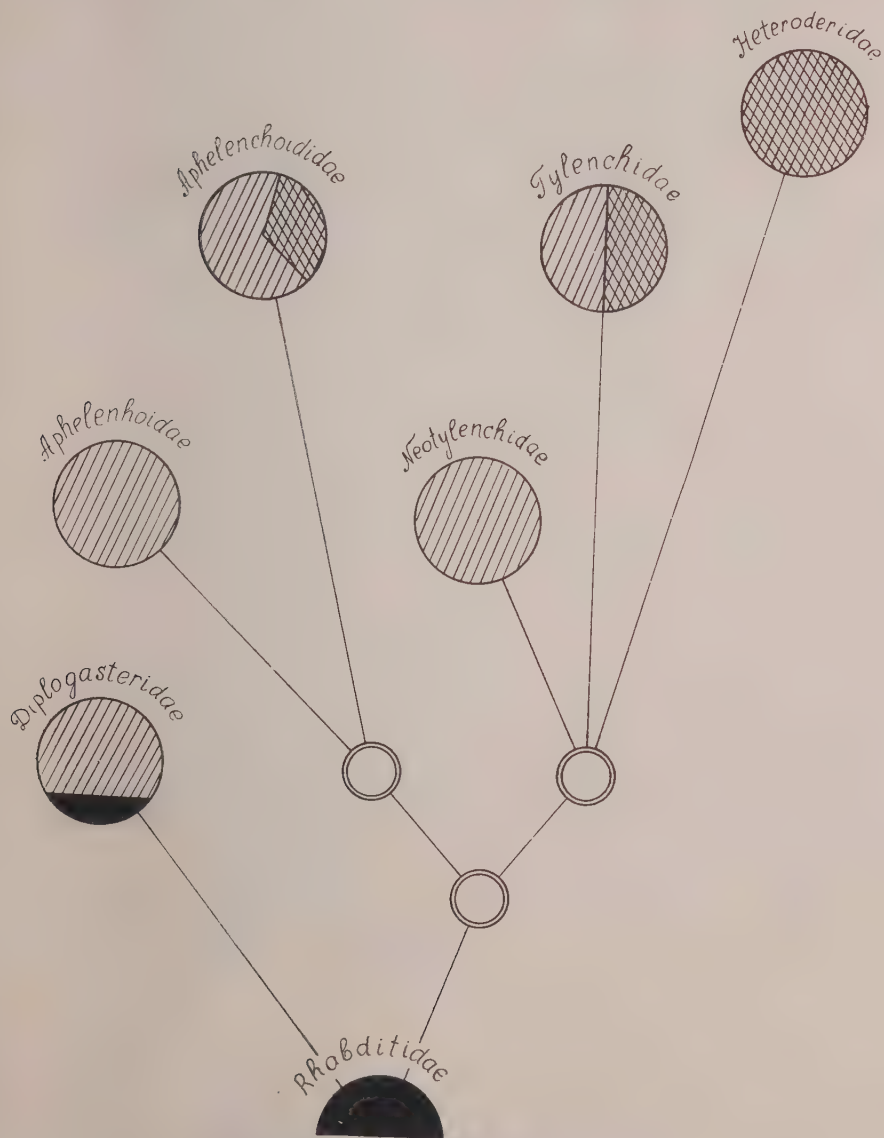 Heteroderidae
Aphelenchoididae
Tylenchidae
Aphelenhoidae
Neotylenchidae
Diplogasteridae
Rhabditidae